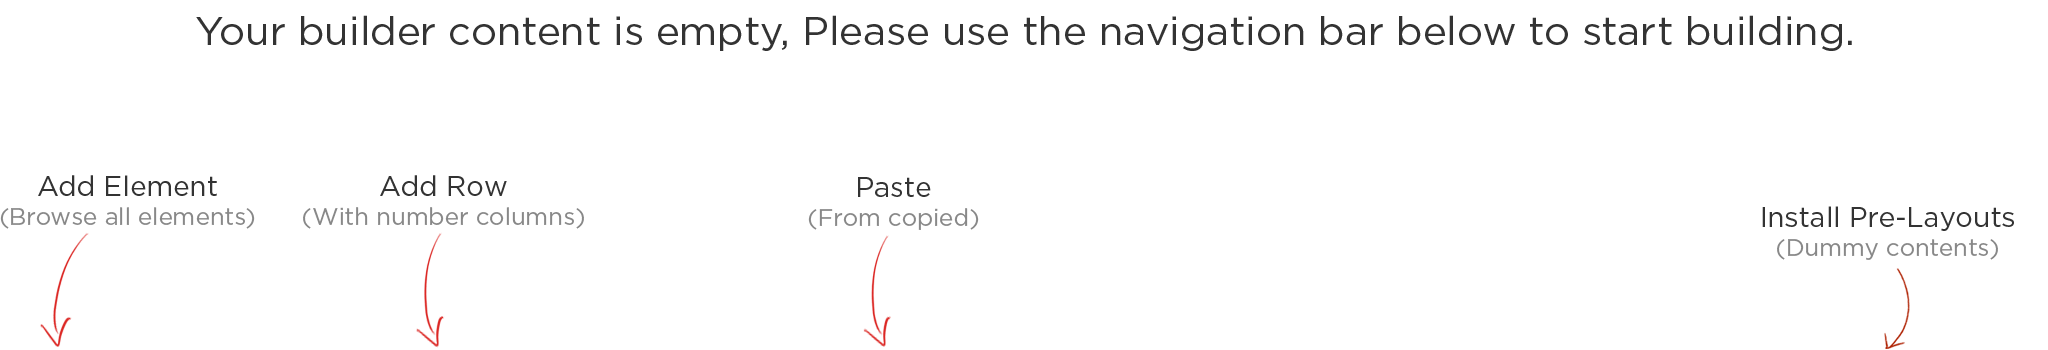 Your builder content is empty, Please use the navigation bar below to start building.
Add Element
(Browse all elements)
Add Row
(With number columns)
Paste
(From copied)
Install Pre-Layouts
(Dummy contents)